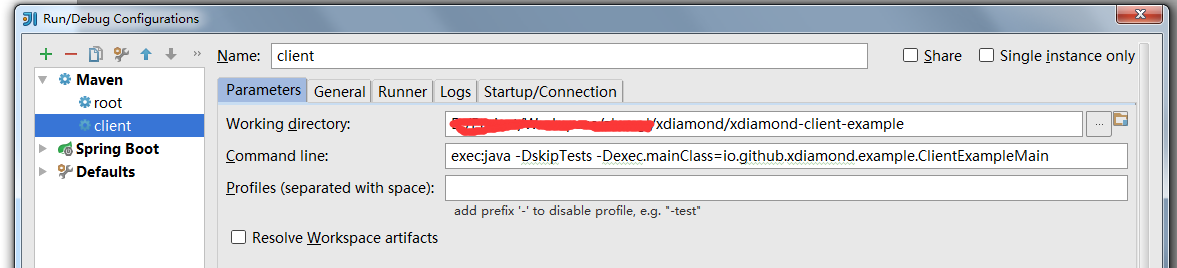 Run/Debug Configurations
Name: client
Share
Single instance only
Maven
root
client
Spring Boot
Defaults
Parameters
General
Runner
Logs
Startup/Connection
Working directory: /xdiamond/xdiamond-client-example
Command line: exec:java -DskipTests -Dexec.mainClass=io.github.xdiamond.example.ClientExampleMain
Profiles (separated with space):
add prefix '-' to disable profile, e.g. "-test"
Resolve Workspace artifacts